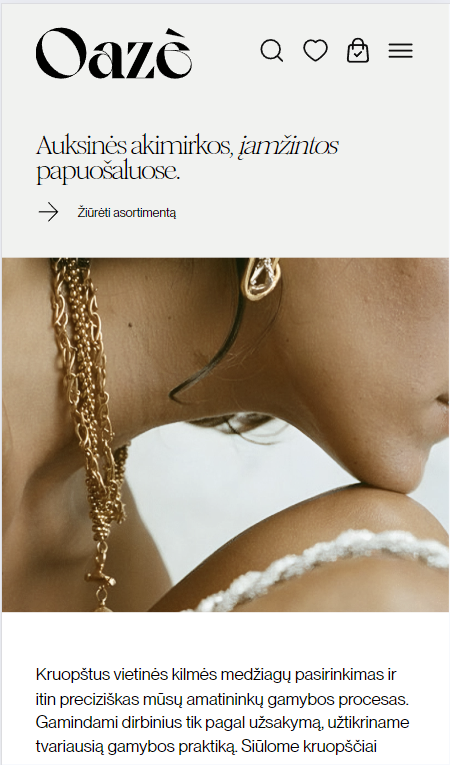 Oazè
Auksinės akimirkos, įamžintos
papuošaluose.
Žiūrėti asortimentą
Kruopštus vietinės kilmės medžiagų pasirinkimas ir
itin preciziškas mūsų amatininkų gamybos procesas.
Gamindami dirbinius tik pagal užsakymą, užtikriname
tvariausią gamybos praktiką. Siūlome kruopščiai